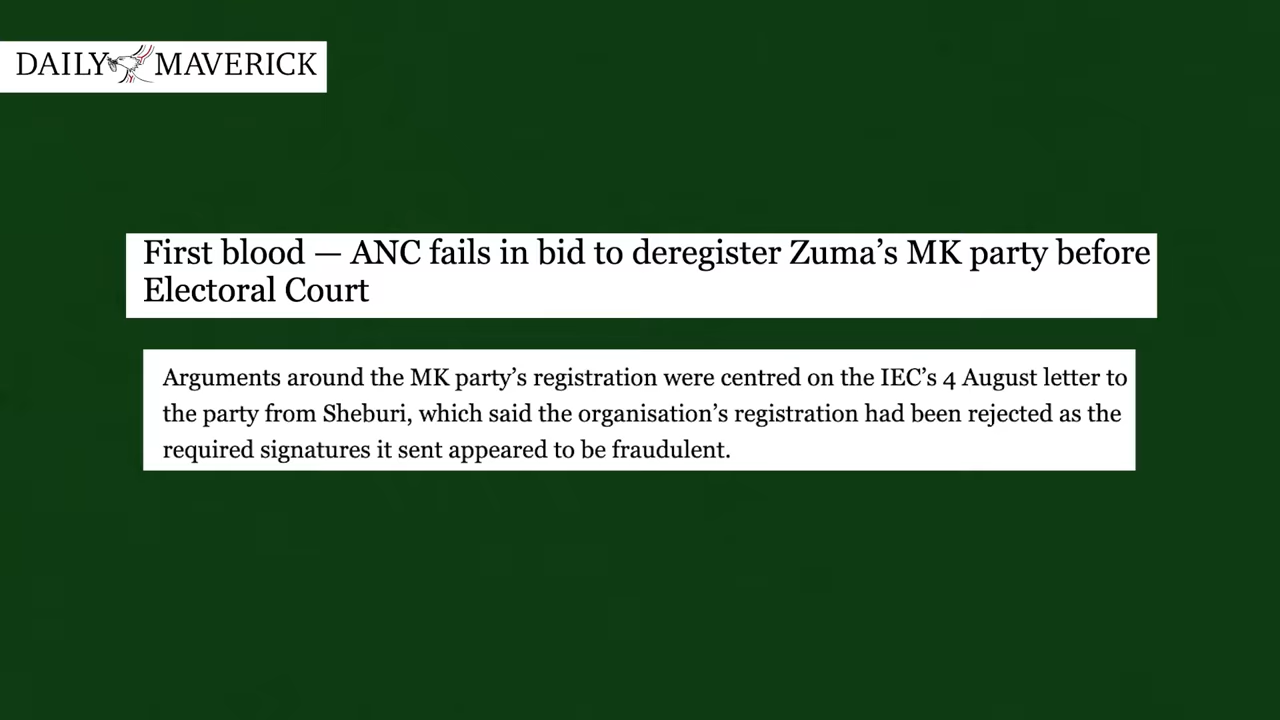 DAILY MAVERICK
First blood — ANC fails in bid to deregister Zuma’s MK party before
Electoral Court
Arguments around the MK party’s registration were centred on the IEC’s 4 August letter to
the party from Sheburi, which said the organisation’s registration had been rejected as the
required signatures it sent appeared to be fraudulent.